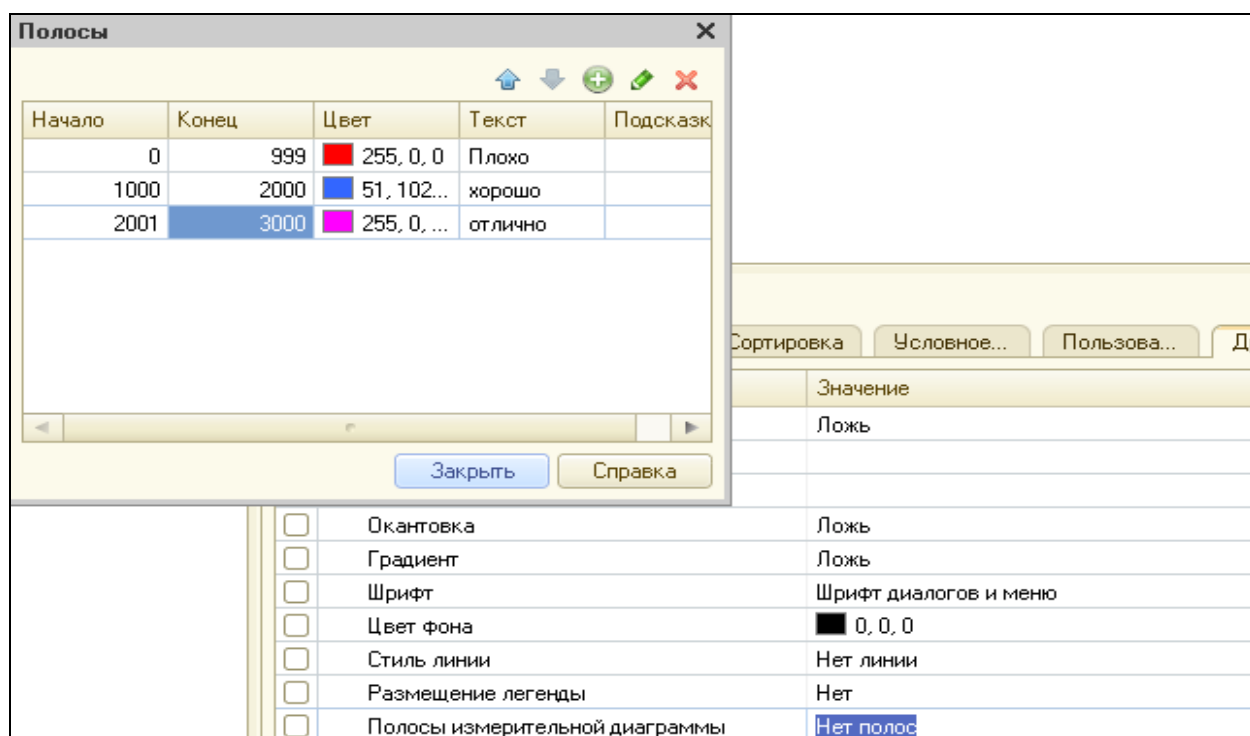 Полосы
Начало Конец Цвет Текст Подсказк
0 999 255, 0, 0 Плохо
1000 2000 51, 102... хорошо
2001 3000 255, 0, ... отлично
Закрыть Справка
Сортировка Условное... Пользова... Д
Значение
Ложь
Окантовка Ложь
Градиент Ложь
Шрифт Шрифт диалогов и меню
Цвет фона 0, 0, 0
Стиль линии Нет линии
Размещение легенды Нет
Полосы измерительной диаграммы Нет полос